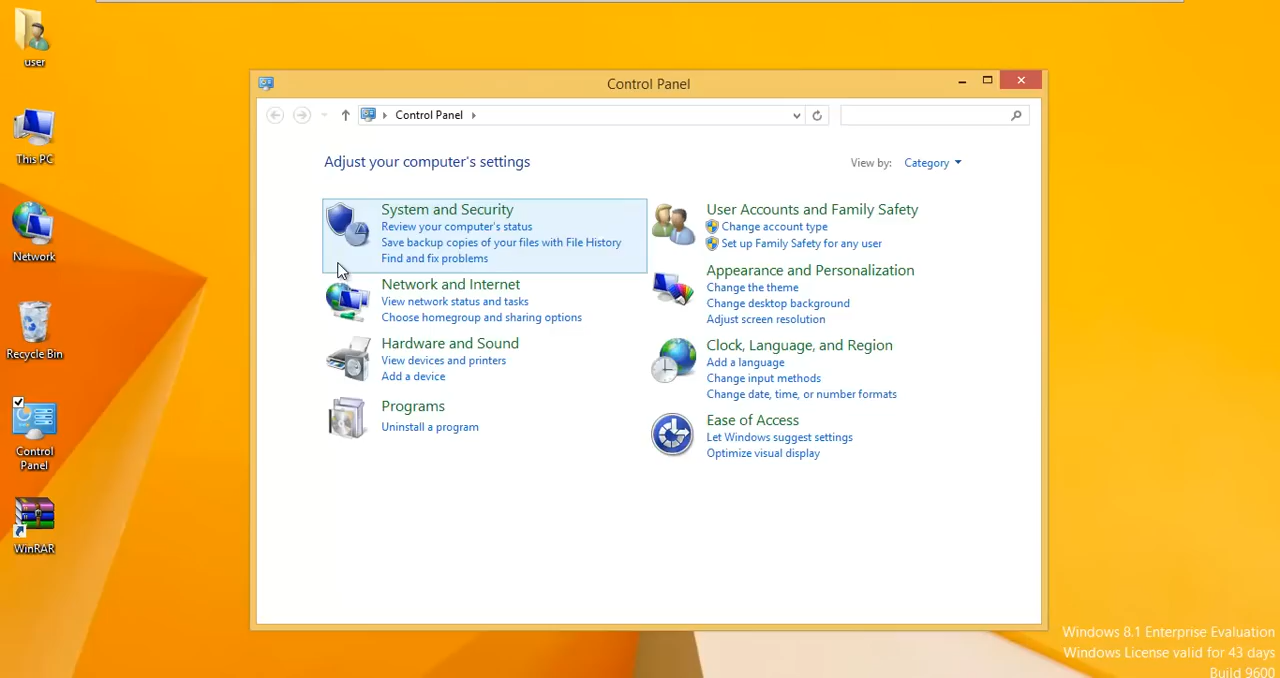 user
This PC
Network
Recycle Bin
Control
Panel
WinRAR
Control Panel
Control Panel
Adjust your computer's settings
View by: Category
System and Security
Review your computer's status
Save backup copies of your files with File History
Find and fix problems
Network and Internet
View network status and tasks
Choose homegroup and sharing options
Hardware and Sound
View devices and printers
Add a device
Programs
Uninstall a program
User Accounts and Family Safety
Change account type
Set up Family Safety for any user
Appearance and Personalization
Change the theme
Change desktop background
Adjust screen resolution
Clock, Language, and Region
Add a language
Change input methods
Change date, time, or number formats
Ease of Access
Let Windows suggest settings
Optimize visual display
Windows 8.1 Enterprise Evaluation
Windows License valid for 43 days
Build 9600